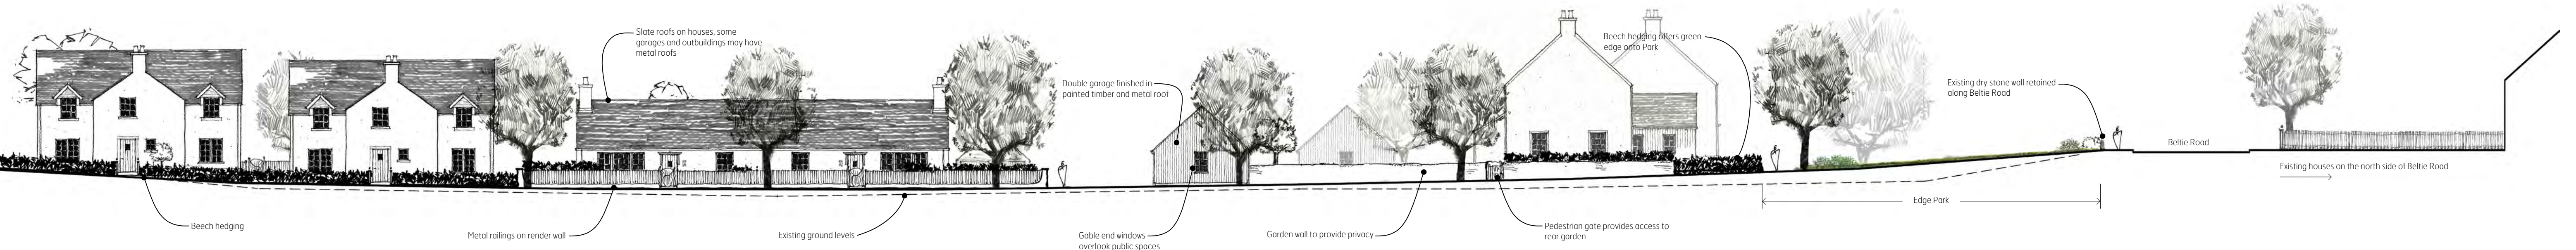 Slate roofs on houses, some
garages and outbuildings may have
metal roofs
Double garage finished in
painted timber and metal roof
Beech hedging offers green
edge onto Park
Existing dry stone wall retained
along Beltie Road
Beltie Road
Existing houses on the north side of Beltie Road
Edge Park
Beech hedging
Metal railings on render wall
Existing ground levels
Gable end windows
overlook public spaces
Garden wall to provide privacy
Pedestrian gate provides access to
rear garden